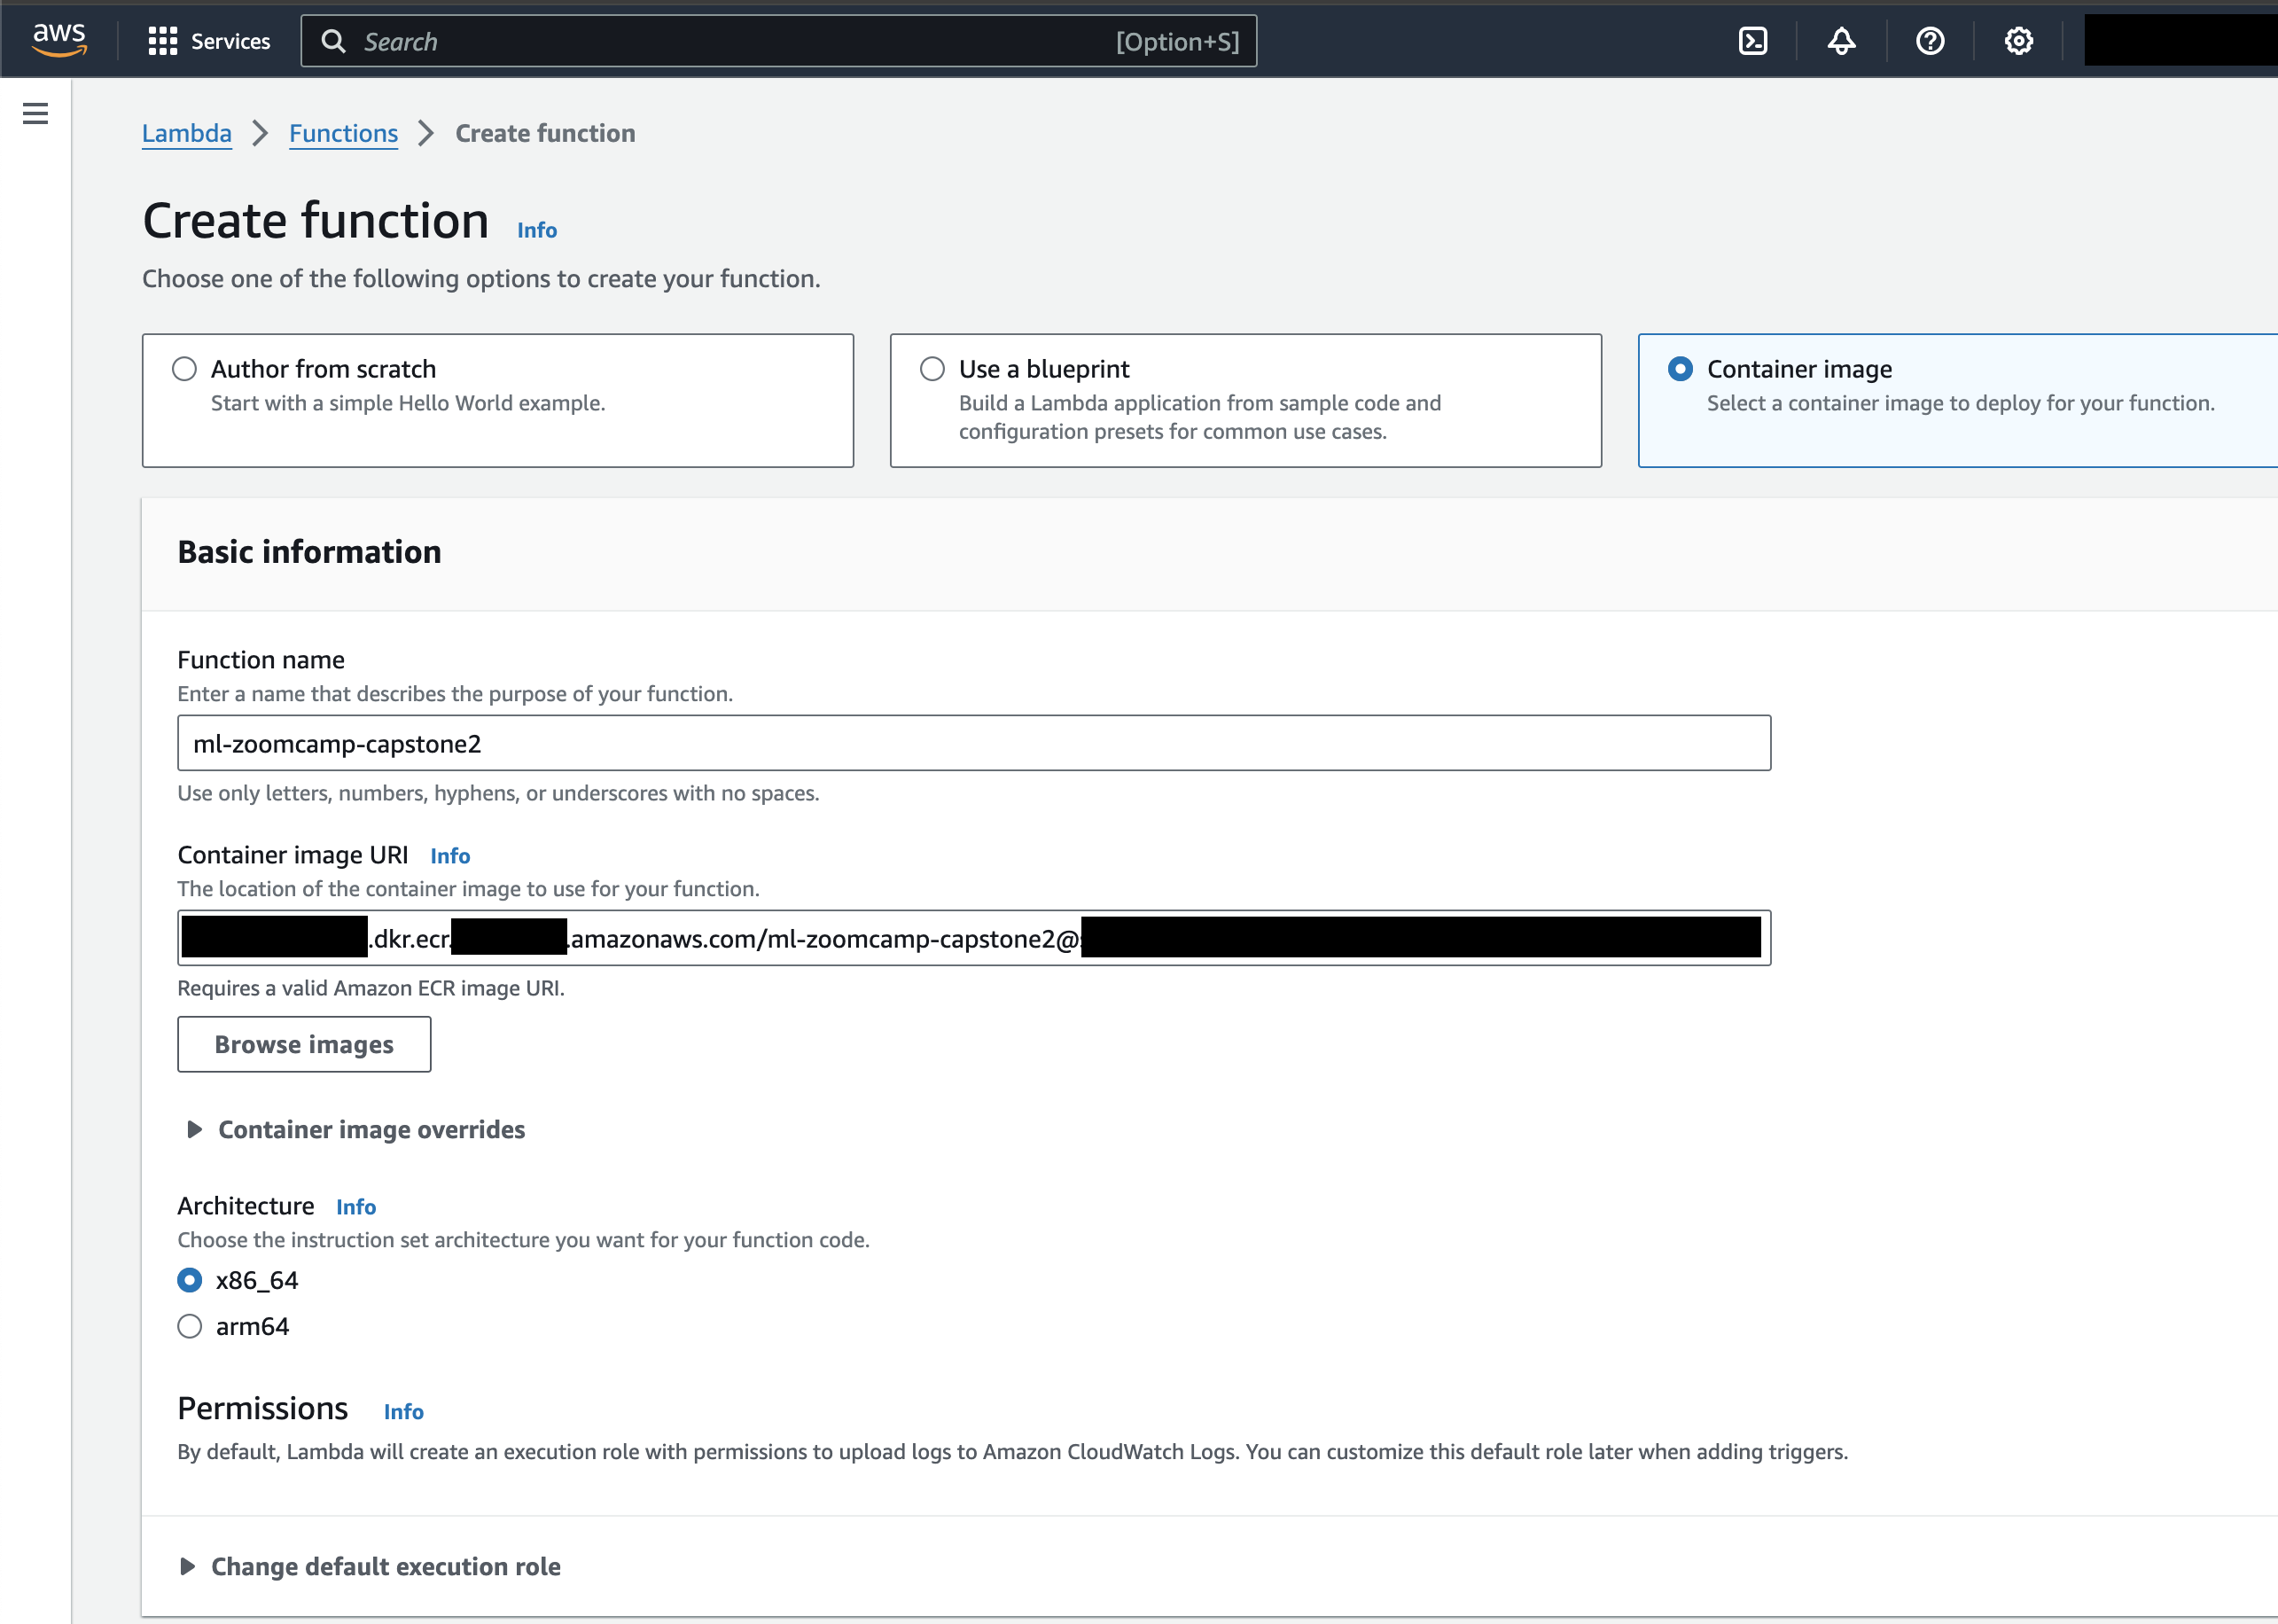 aws Services Search [Option+S]
Lambda Functions Create function
Create function Info
Choose one of the following options to create your function.
Author from scratch
Start with a simple Hello World example.
Use a blueprint
Build a Lambda application from sample code and
configuration presets for common use cases.
Container image
Select a container image to deploy for your function.
Basic information
Function name
Enter a name that describes the purpose of your function.
ml-zoomcamp-capstone2
Use only letters, numbers, hyphens, or underscores with no spaces.
Container image URI Info
The location of the container image to use for your function.
.dkr.ecr. .amazonaws.com/ml-zoomcamp-capstone2@
Requires a valid Amazon ECR image URI.
Browse images
Container image overrides
Architecture Info
Choose the instruction set architecture you want for your function code.
x86_64
arm64
Permissions Info
By default, Lambda will create an execution role with permissions to upload logs to Amazon CloudWatch Logs. You can customize this default role later when adding triggers.
Change default execution role